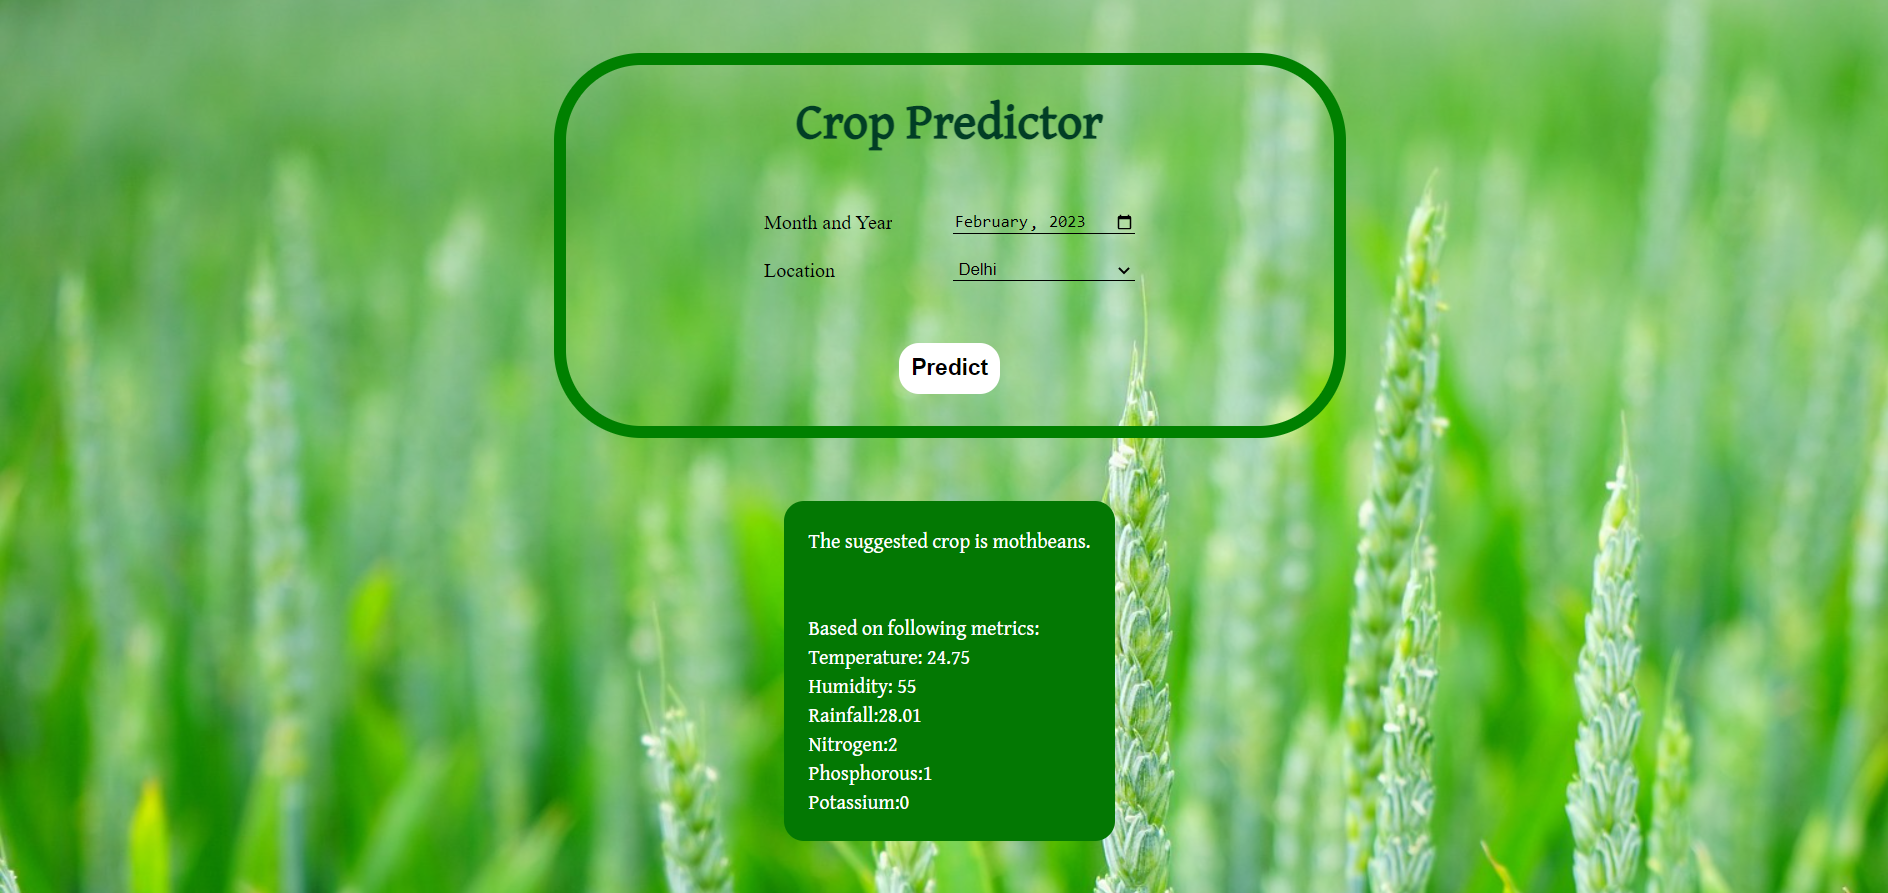 Crop Predictor
Month and Year February, 2023
Location Delhi
Predict
The suggested crop is mothbeans.
Based on following metrics:
Temperature: 24.75
Humidity: 55
Rainfall:28.01
Nitrogen:2
Phosphorous:1
Potassium:0